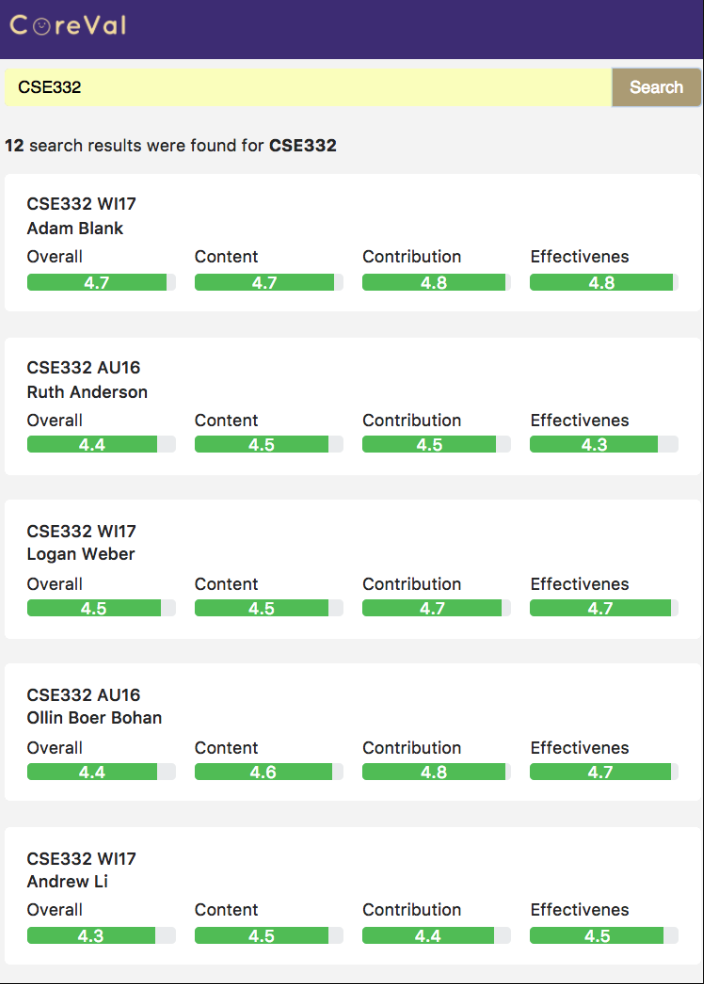 CoreVal
CSE332 Search
12 search results were found for CSE332
CSE332 WI17
Adam Blank
Overall Content Contribution Effectivenes
4.7 4.7 4.8 4.8
CSE332 AU16
Ruth Anderson
Overall Content Contribution Effectivenes
4.4 4.5 4.5 4.3
CSE332 WI17
Logan Weber
Overall Content Contribution Effectivenes
4.5 4.5 4.7 4.7
CSE332 AU16
Ollin Boer Bohan
Overall Content Contribution Effectivenes
4.4 4.6 4.8 4.7
CSE332 WI17
Andrew Li
Overall Content Contribution Effectivenes
4.3 4.5 4.4 4.5